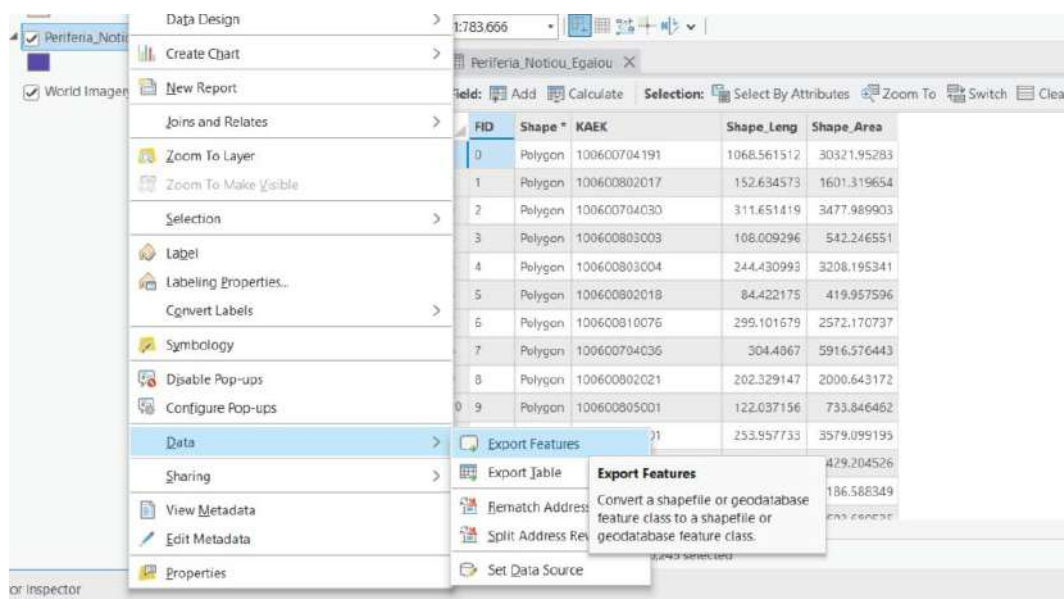 Data Design
1:783,666
Periferia_Noti
Create Chart
Periferia_Notiou_Egaiou
World Imager
New Report
Field: Add Calculate Selection: Select By Attributes Zoom To Switch Clea
Joins and Relates
FID Shape * KAEK Shape_Leng Shape_Area
Zoom To Layer
0 Polygon 100600704191 1068.561512 30321.95283
Zoom To Make Visible
1 Polygon 100600802017 152.634573 1601.319654
Selection
2 Polygon 100600704030 311.651419 3477.989903
Label
3 Polygon 100600803003 108.009296 542.246551
Labeling Properties...
4 Polygon 100600803004 244.430993 3208.195341
Convert Labels
5 Polygon 100600802018 84.422175 419.957596
6 Polygon 100600810076 299.101679 2572.170737
Symbology
7 Polygon 100600704036 304.4867 5916.576443
Disable Pop-ups
8 Polygon 100600802021 202.329147 2000.643172
Configure Pop-ups
9 Polygon 100600805001 122.037156 733.846462
Data
Export Features
01 253.957733 3579.099195
Sharing
Export Table
Export Features
429.204526
View Metadata
Rematch Address
Convert a shapefile or geodatabase
186.588349
feature class to a shapefile or
Edit Metadata
Split Address Rev
geodatabase feature class.
selected
Properties
Set Data Source
or Inspector